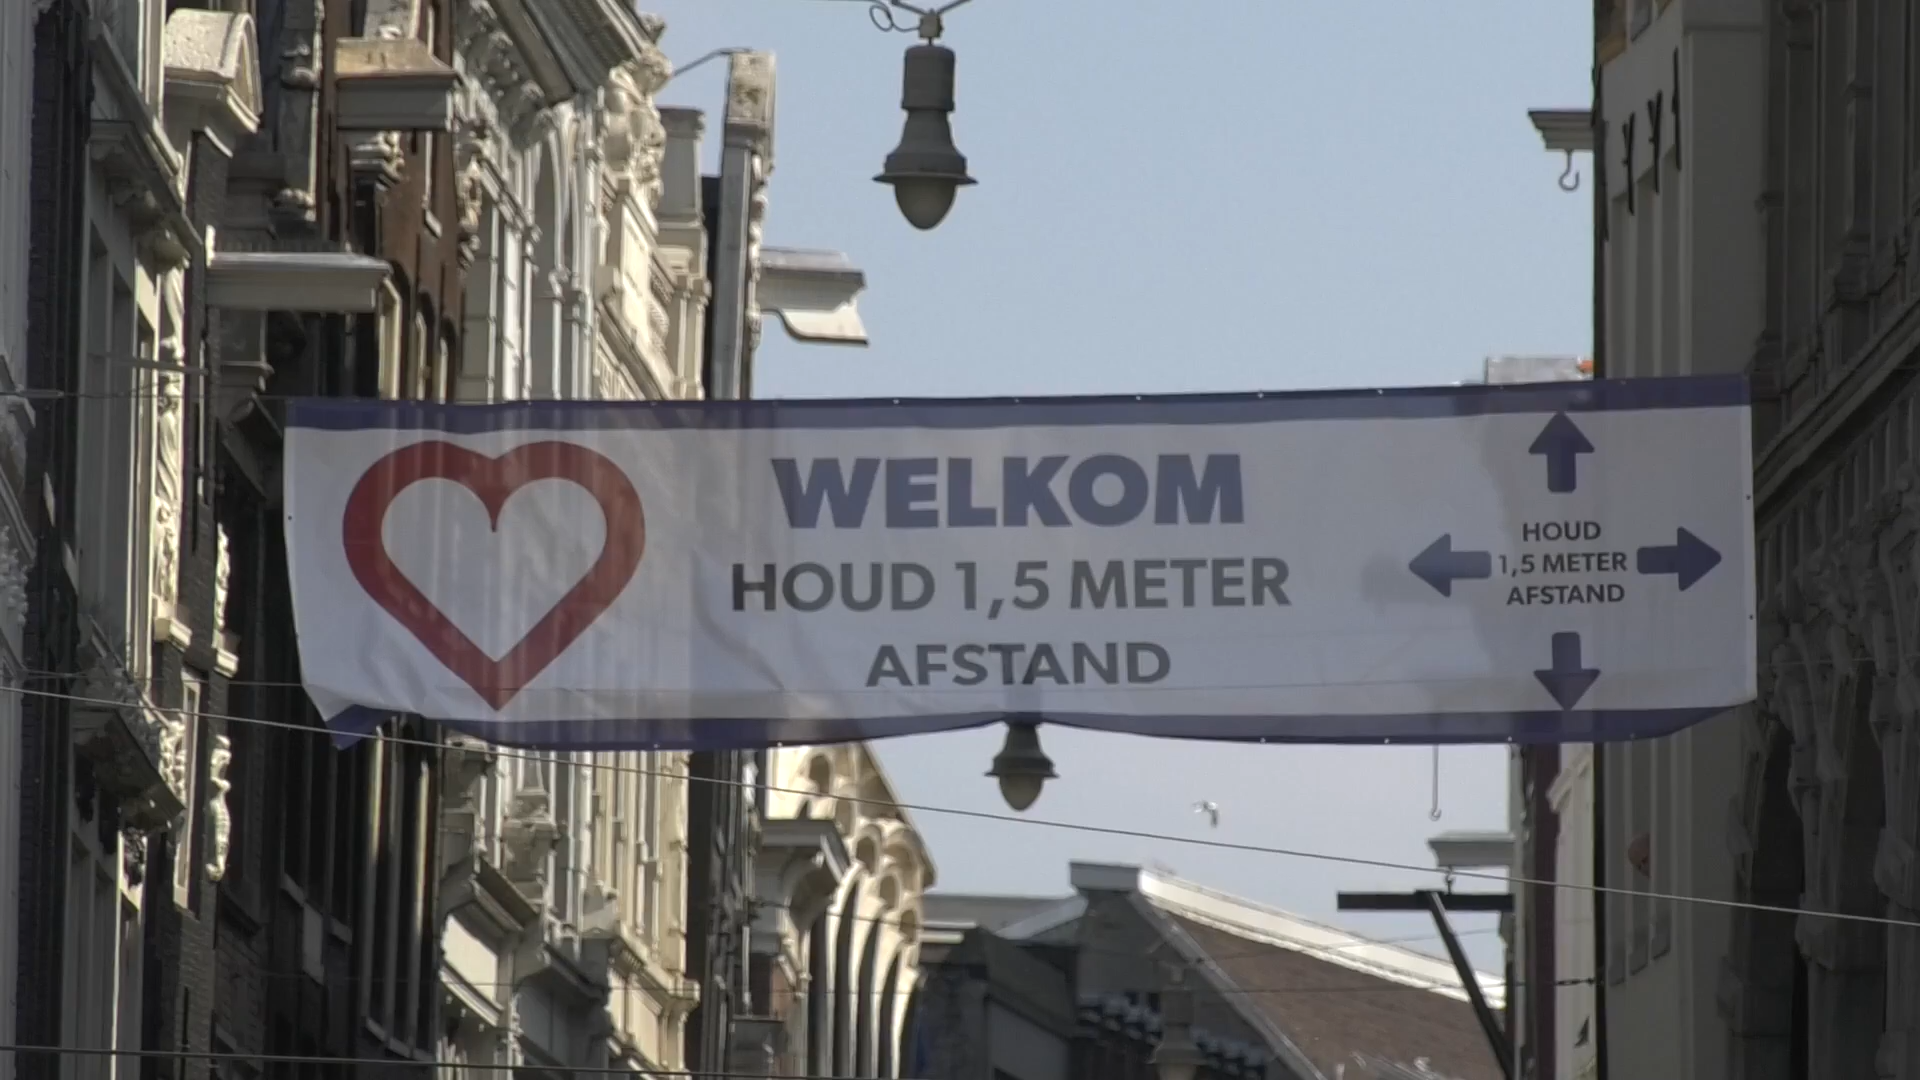 WELKOM
HOUD 1,5 METER
AFSTAND
HOUD
1,5 METER
AFSTAND